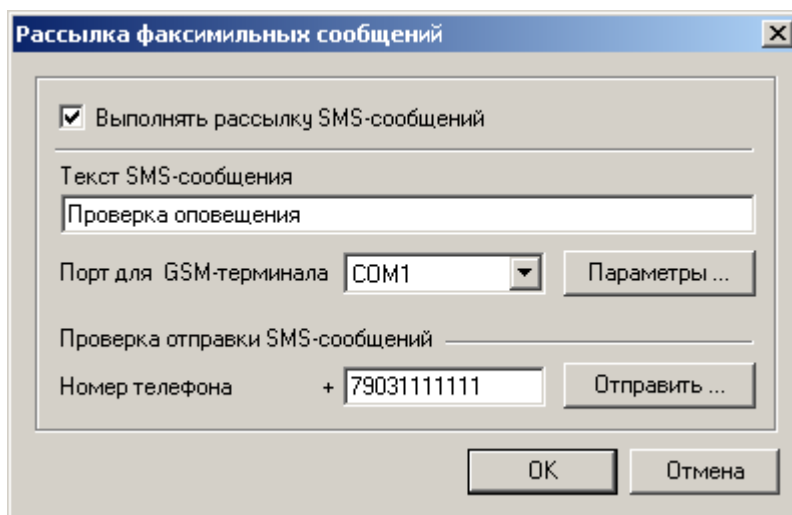 Рассылка факсимильных сообщений
Выполнять рассылку SMS-сообщений
Текст SMS-сообщения
Проверка оповещения
Порт для GSM-терминала COM1 Параметры ...
Проверка отправки SMS-сообщений
Номер телефона + 79031111111 Отправить ...
OK Отмена